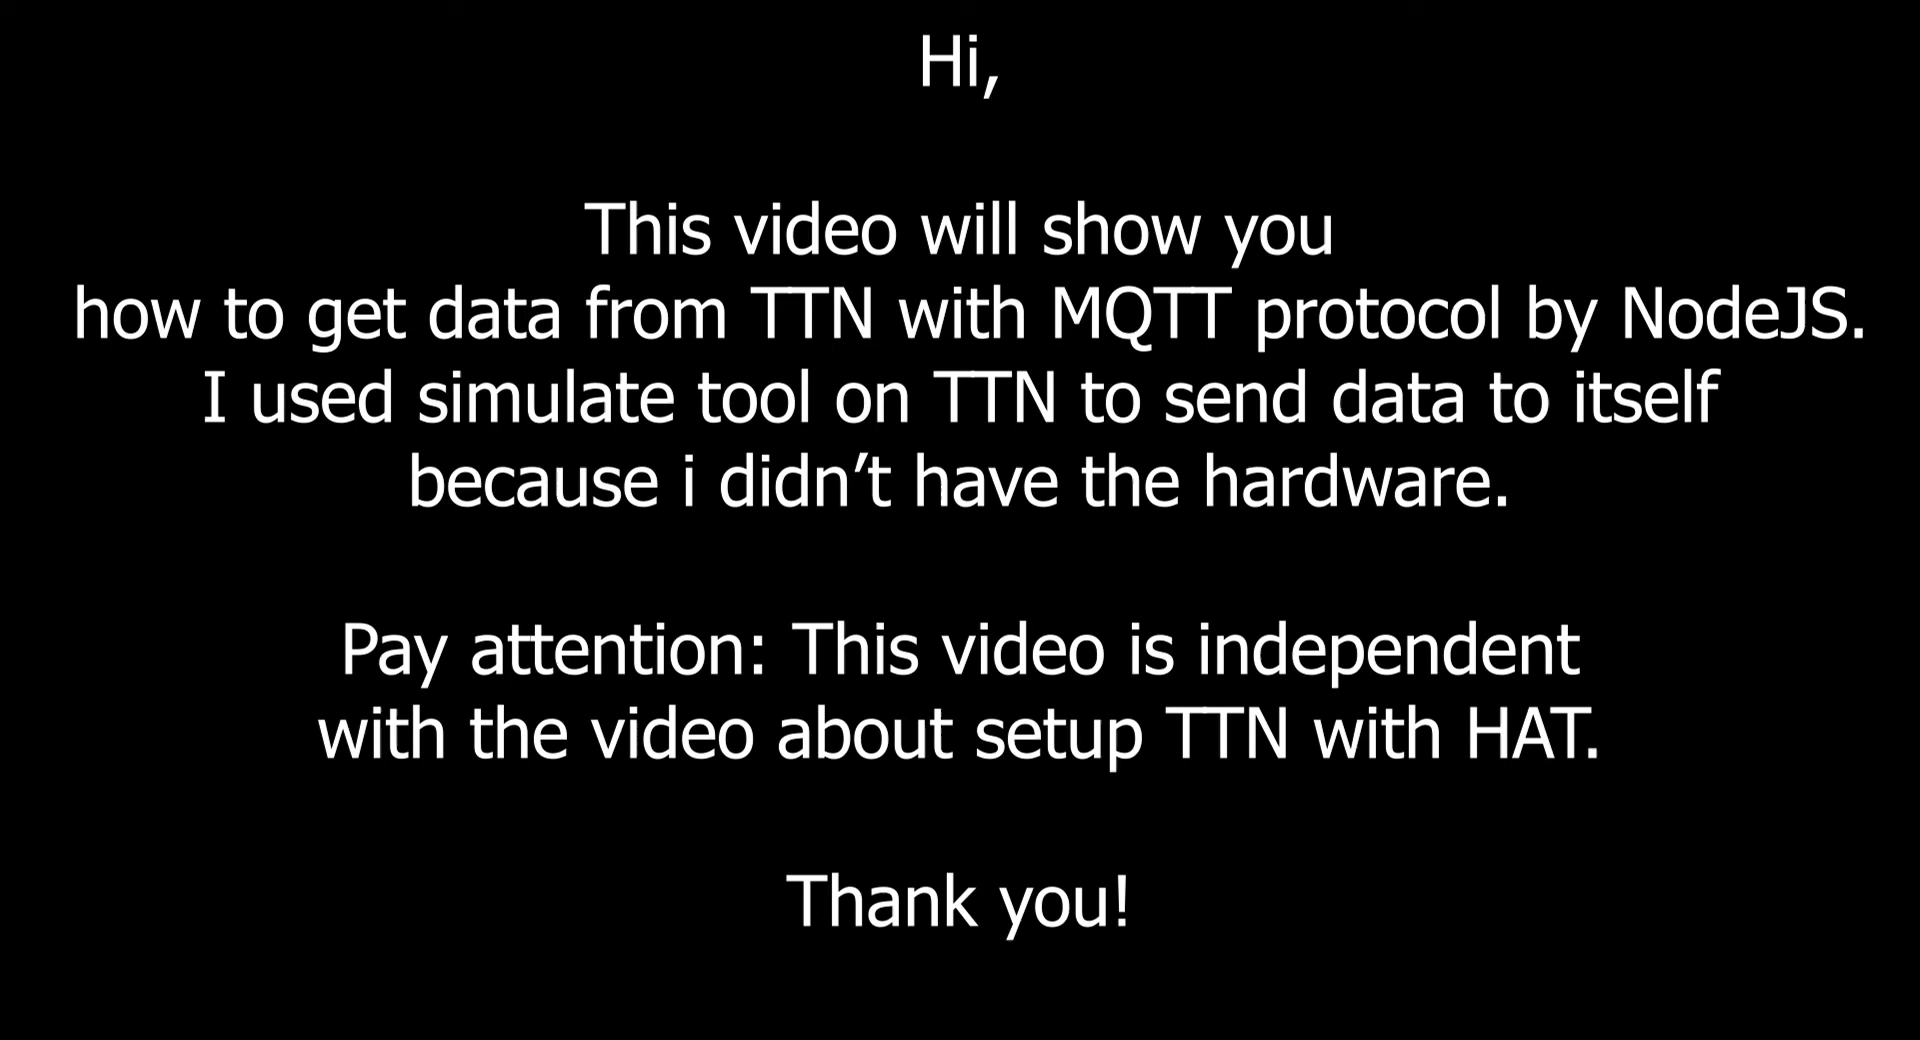 Hi,
This video will show you
how to get data from TTN with MQTT protocol by NodeJS.
I used simulate tool on TTN to send data to itself
because i didn’t have the hardware.
Pay attention: This video is independent
with the video about setup TTN with HAT.
Thank you!